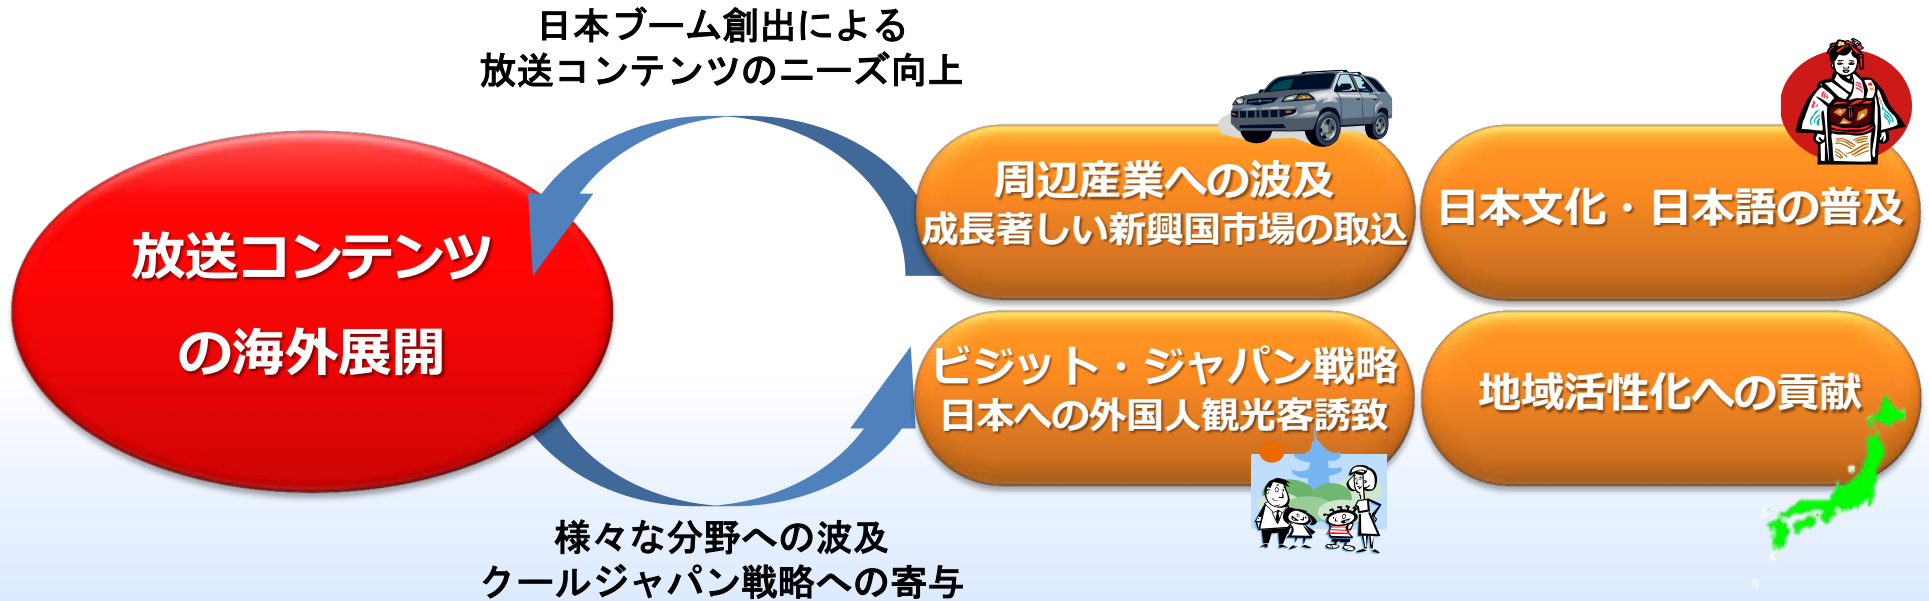 日本ブーム創出による
放送コンテンツのニーズ向上
放送コンテンツ
の海外展開
周辺産業への波及
成長著しい新興国市場の取込
日本文化・日本語の普及
ビジット・ジャパン戦略
日本への外国人観光客誘致
地域活性化への貢献
様々な分野への波及
クールジャパン戦略への寄与